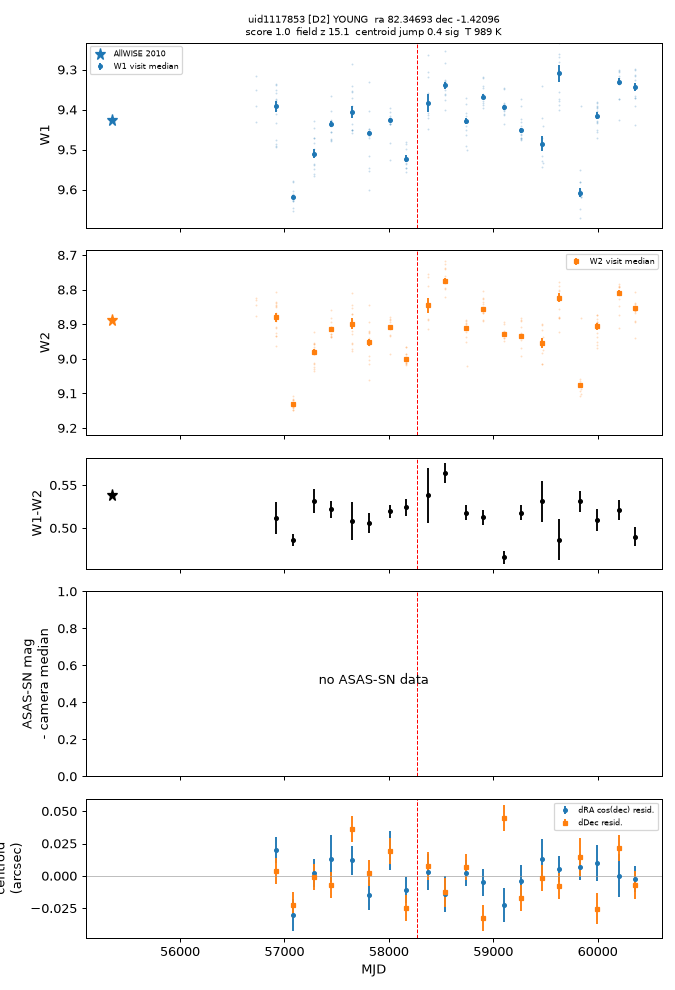 uid1117853 [D2] YOUNG  ra 82.34693 dec -1.42096
score 1.0  field z 15.1  centroid jump 0.4 sig  T 989 K
AllWISE 2010
W1 visit median
W1
9.3
9.4
9.5
9.6
W2 visit median
W2
8.7
8.8
8.9
9.0
9.1
9.2
W1-W2
0.55
0.50
ASAS-SN mag
- camera median
1.0
0.8
0.6
0.4
0.2
0.0
no ASAS-SN data
dRA cos(dec) resid.
dDec resid.
centroid
(arcsec)
0.050
0.025
0.000
−0.025
56000
57000
58000
59000
60000
MJD